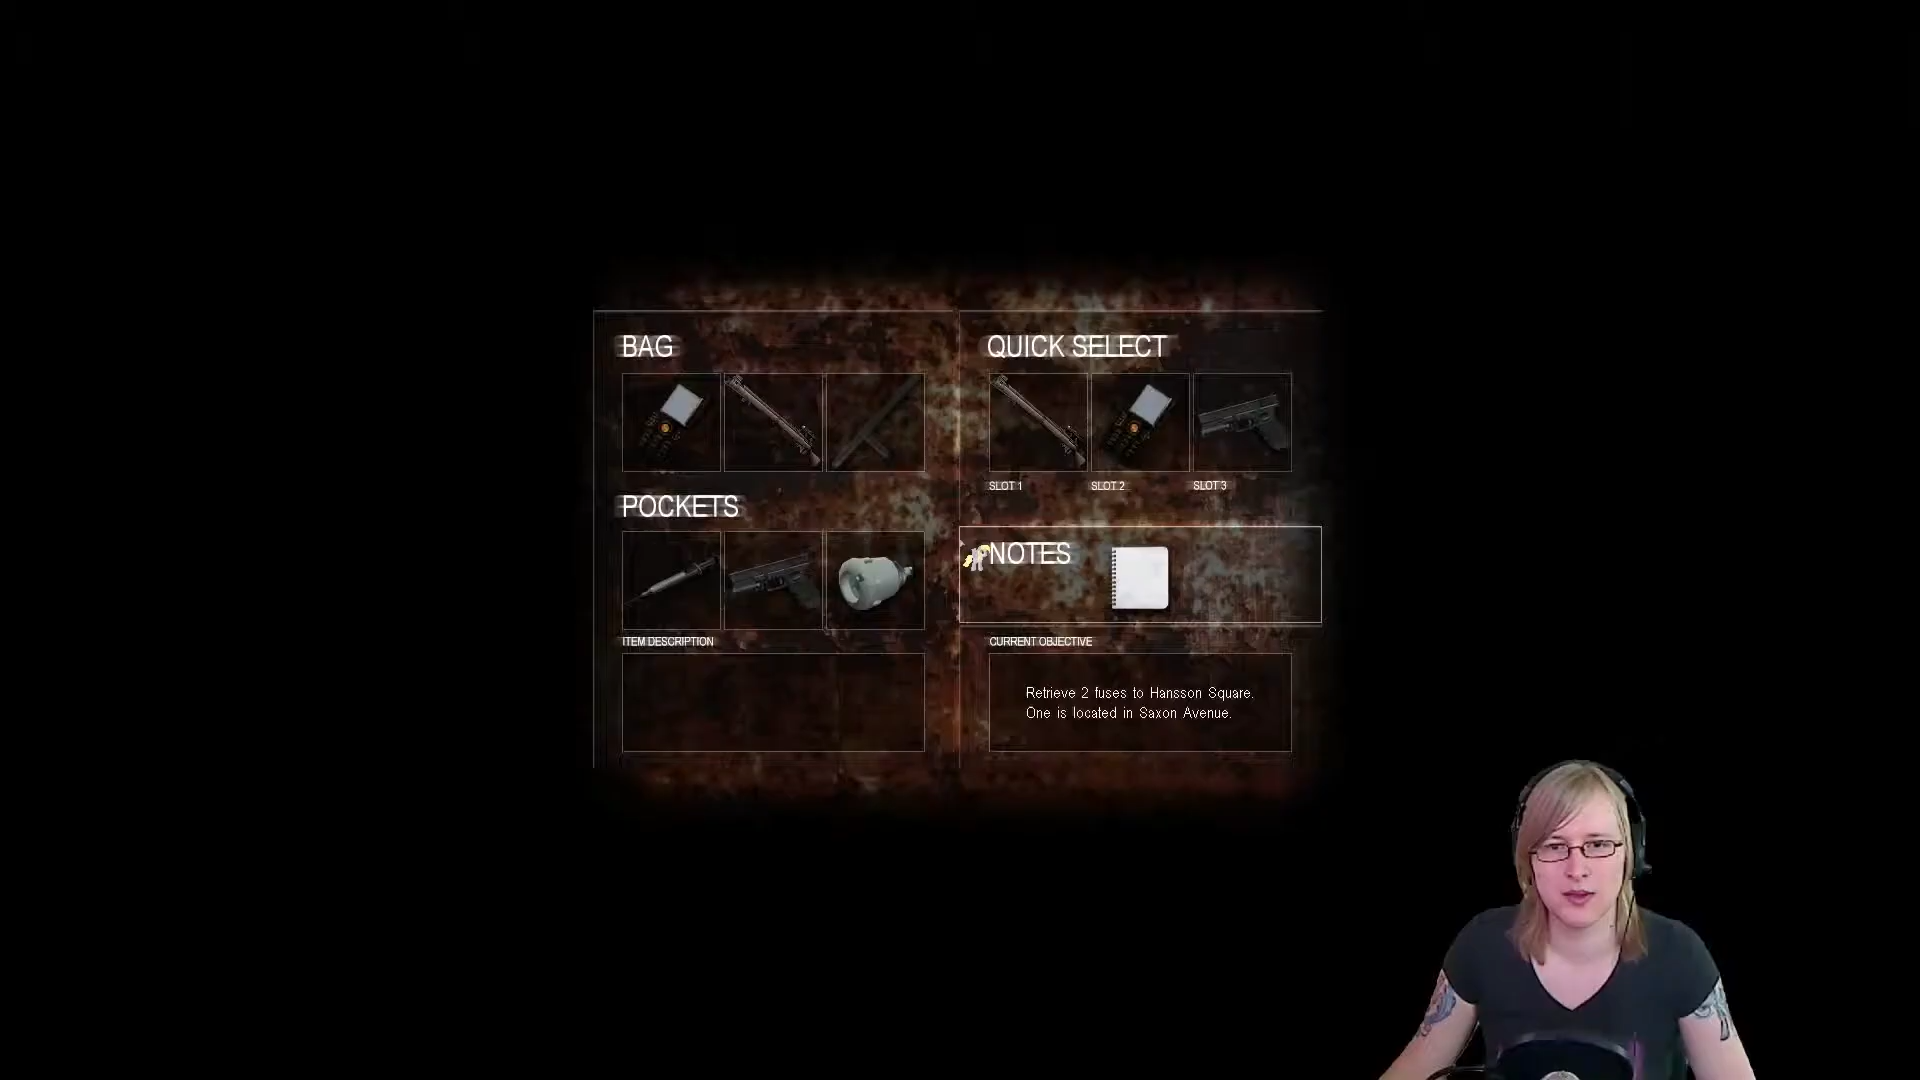 BAG
POCKETS
ITEM DESCRIPTION
QUICK SELECT
SLOT 1
SLOT 2
SLOT 3
NOTES
CURRENT OBJECTIVE
Retrieve 2 fuses to Hansson Square.
One is located in Saxon Avenue.